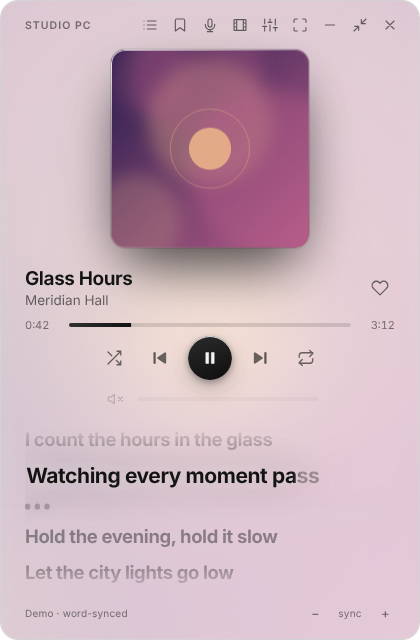 STUDIO PC
Glass Hours
Meridian Hall
0:42
3:12
I count the hours in the glass
Watching every moment pass
•••
Hold the evening, hold it slow
Let the city lights go low
Demo · word-synced
− sync +